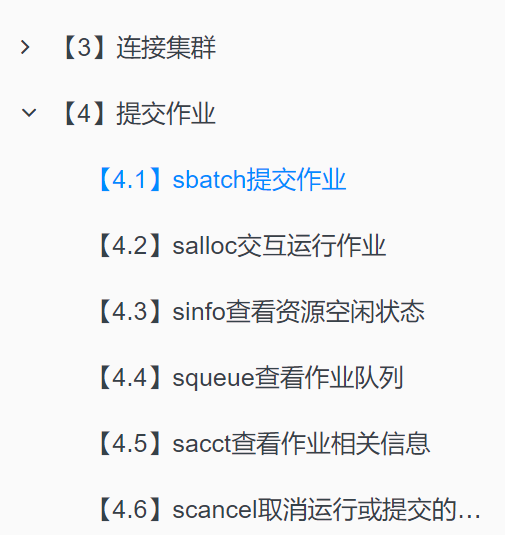 【3】连接集群
【4】提交作业
【4.1】sbatch提交作业
【4.2】salloc交互运行作业
【4.3】sinfo查看资源空闲状态
【4.4】squeue查看作业队列
【4.5】sacct查看作业相关信息
【4.6】scancel取消运行或提交的…